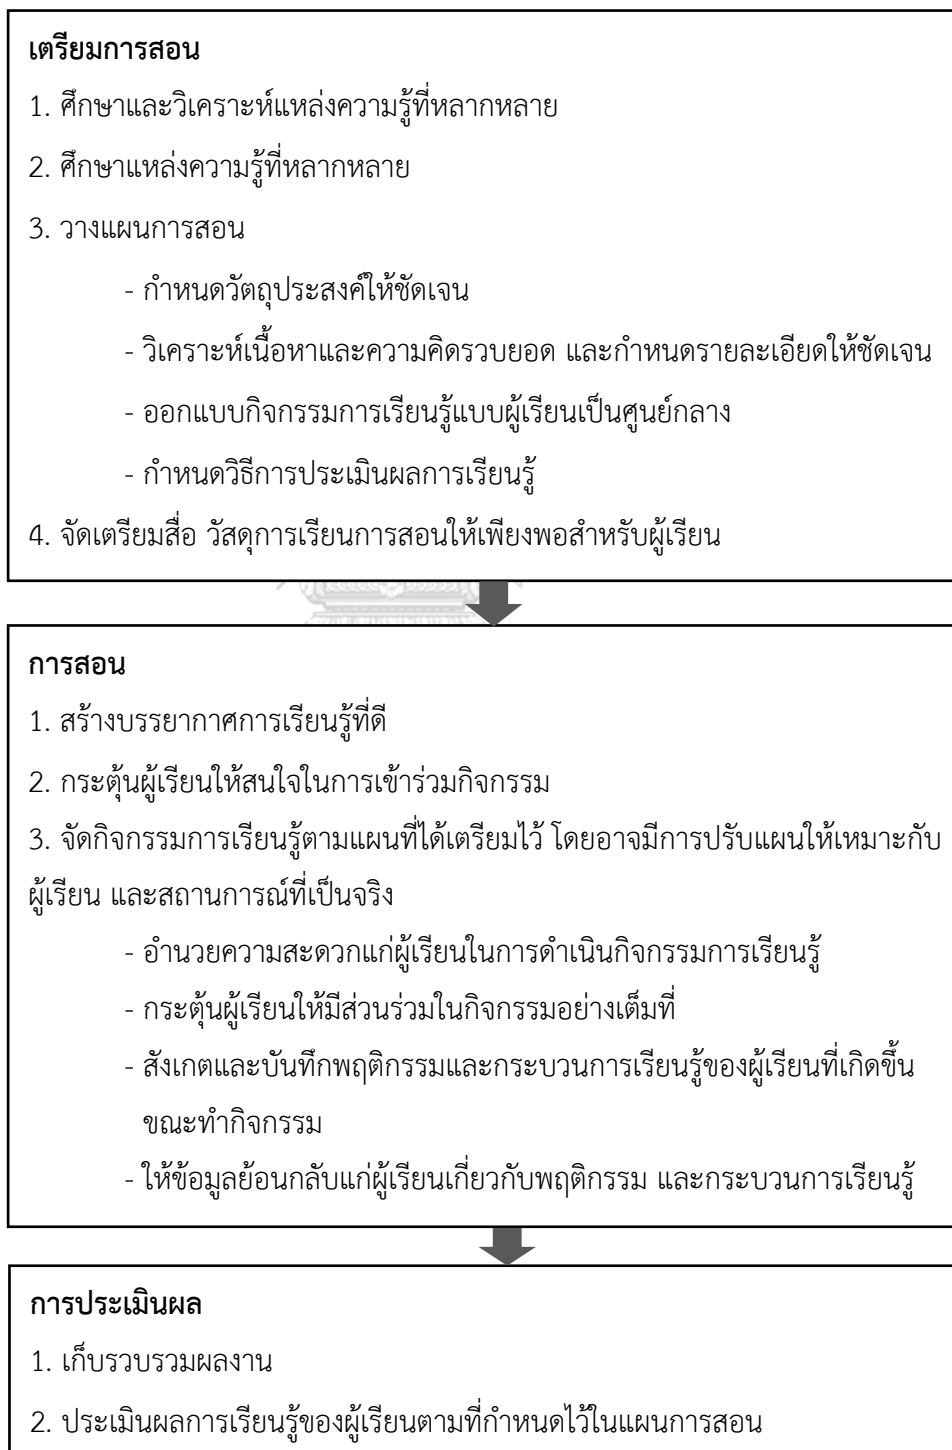 เตรียมการสอน
1. ศึกษาและวิเคราะห์แหล่งความรู้ที่หลากหลาย
2. ศึกษาแหล่งความรู้ที่หลากหลาย
3. วางแผนการสอน
- กำหนดวัตถุประสงค์ให้ชัดเจน
- วิเคราะห์เนื้อหาและความคิดรวบยอด และกำหนดรายละเอียดให้ชัดเจน
- ออกแบบกิจกรรมการเรียนรู้แบบผู้เรียนเป็นศูนย์กลาง
- กำหนดวิธีการประเมินผลการเรียนรู้
4. จัดเตรียมสื่อ วัสดุการเรียนการสอนให้เพียงพอสำหรับผู้เรียน
การสอน
1. สร้างบรรยากาศการเรียนรู้ที่ดี
2. กระตุ้นผู้เรียนให้สนใจในการเข้าร่วมกิจกรรม
3. จัดกิจกรรมการเรียนรู้ตามแผนที่ได้เตรียมไว้ โดยอาจมีการปรับแผนให้เหมาะกับ
ผู้เรียน และสถานการณ์ที่เป็นจริง
- อำนวยความสะดวกแก่ผู้เรียนในการดำเนินกิจกรรมการเรียนรู้
- กระตุ้นผู้เรียนให้มีส่วนร่วมในกิจกรรมอย่างเต็มที่
- สังเกตและบันทึกพฤติกรรมและกระบวนการเรียนรู้ของผู้เรียนที่เกิดขึ้น
ขณะทำกิจกรรม
- ให้ข้อมูลย้อนกลับแก่ผู้เรียนเกี่ยวกับพฤติกรรม และกระบวนการเรียนรู้
การประเมินผล
1. เก็บรวบรวมผลงาน
2. ประเมินผลการเรียนรู้ของผู้เรียนตามที่กำหนดไว้ในแผนการสอน